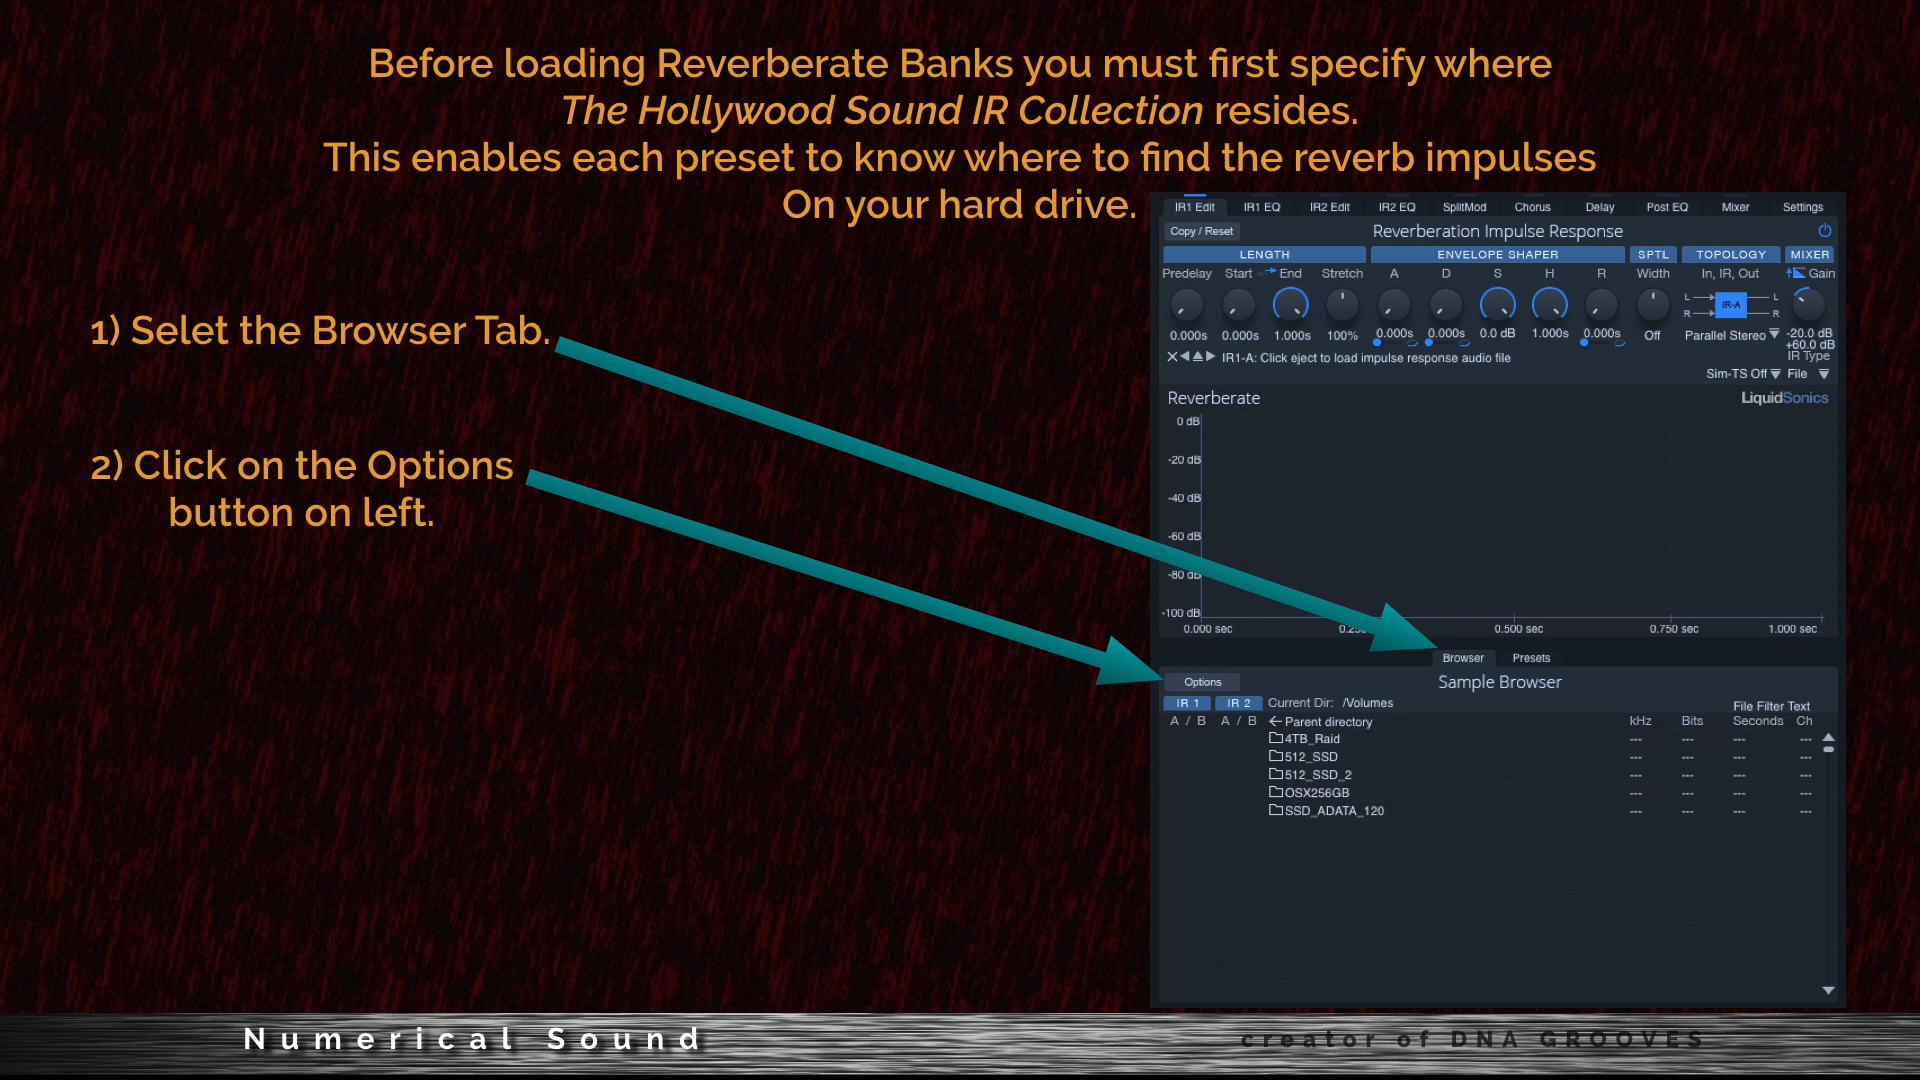 Before loading Reverberate Banks you must first specify where
The Hollywood Sound IR Collection resides.
This enables each preset to know where to find the reverb impulses
On your hard drive.
1) Selet the Browser Tab.
2) Click on the Options
button on left.
IR1 Edit IR1 EQ IR2 Edit IR2 EQ SplitMod Chorus Delay Post EQ Mixer Settings
Copy / Reset Reverberation Impulse Response
LENGTH ENVELOPE SHAPER SPTL TOPOLOGY MIXER
Predelay Start End Stretch A D S H R Width In, IR, Out Gain
L IR-A L
R R
0.000s 0.000s 1.000s 100% 0.000s 0.000s 0.0 dB 1.000s 0.000s Off Parallel Stereo -20.0 dB
+60.0 dB
IR1-A: Click eject to load impulse response audio file IR Type
Sim-TS Off File
Reverberate LiquidSonics
0 dB
-20 dB
-40 dB
-60 dB
-80 dB
-100 dB
0.000 sec 0.500 sec 0.750 sec 1.000 sec
Browser Presets
Options Sample Browser
IR 1 IR 2 Current Dir: /Volumes File Filter Text
A / B A / B Parent directory kHz Bits Seconds Ch
4TB_Raid --- --- --- ---
512_SSD --- --- --- ---
512_SSD_2 --- --- --- ---
OSX256GB --- --- --- ---
SSD_ADATA_120 --- --- --- ---
Numerical Sound creator of DNA GROOVES